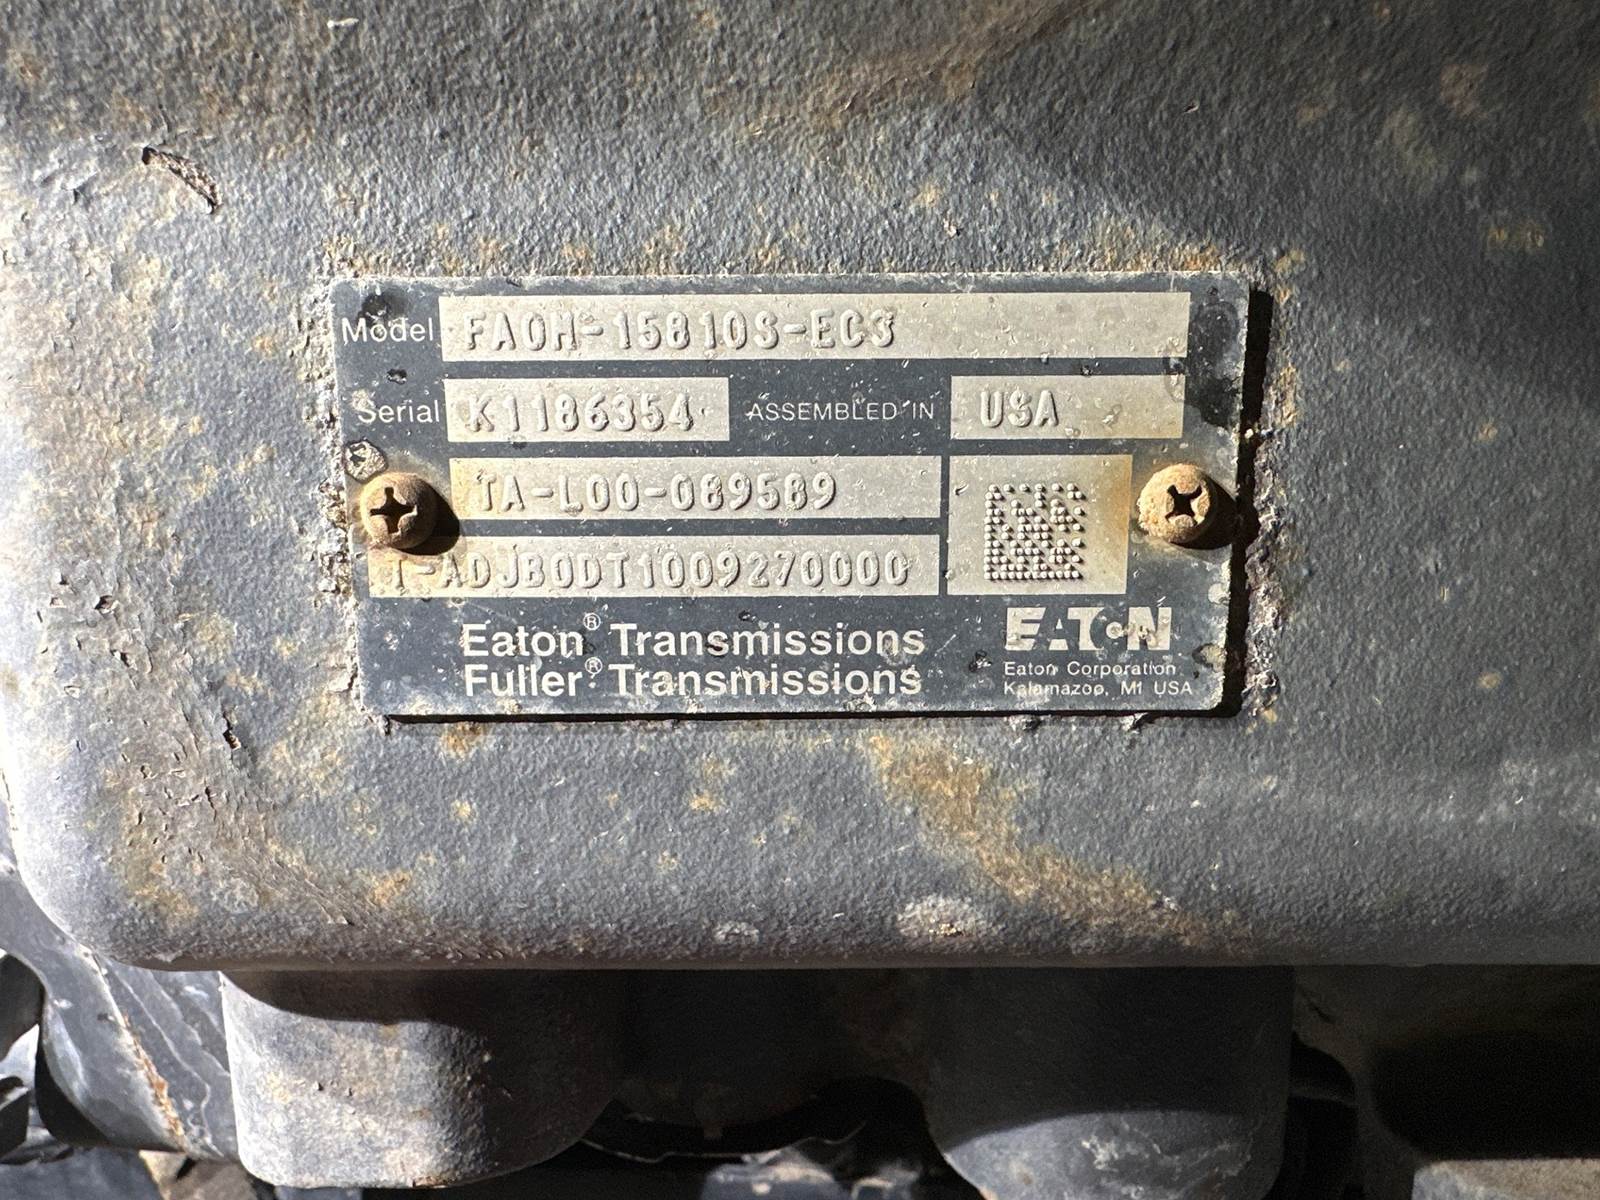 Model FAOM-15810S-EC3
Serial K1186354 ASSEMBLED IN USA
TA-L00-089589
T-ADJB0DT1009270000
Eaton® Transmissions
Fuller® Transmissions
EATON
Eaton Corporation
Kalamazoo, MI USA